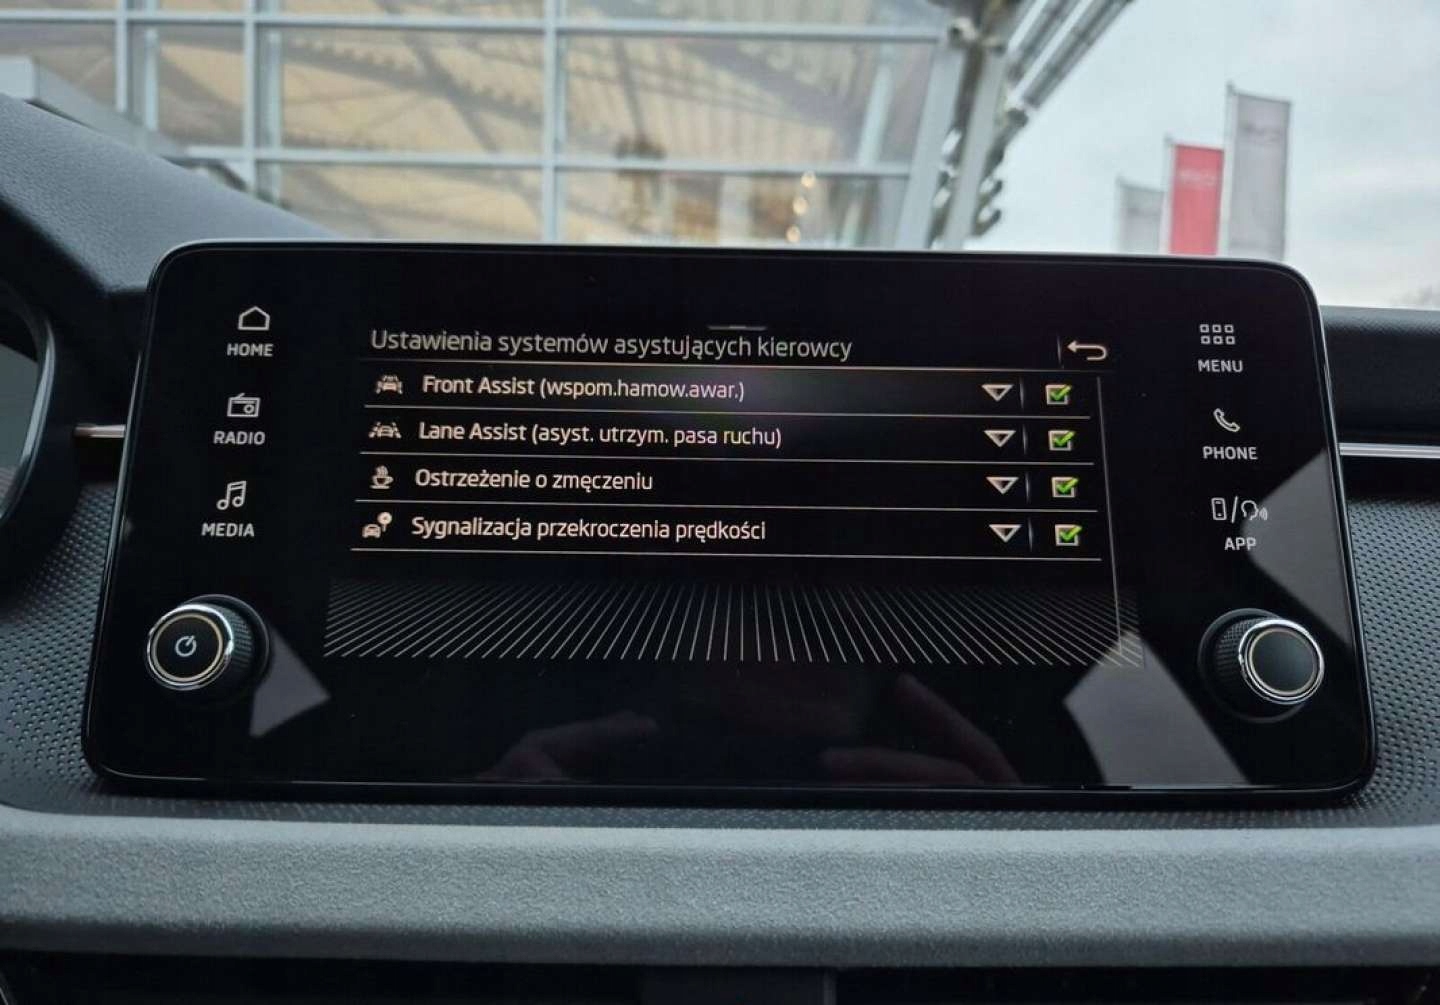 Ustawienia systemów asystujących kierowcy
Front Assist (wspom.hamow.awar.)
Lane Assist (asyst. utrzym. pasa ruchu)
Ostrzeżenie o zmęczeniu
Sygnalizacja przekroczenia prędkości
HOME
RADIO
MEDIA
MENU
PHONE
APP